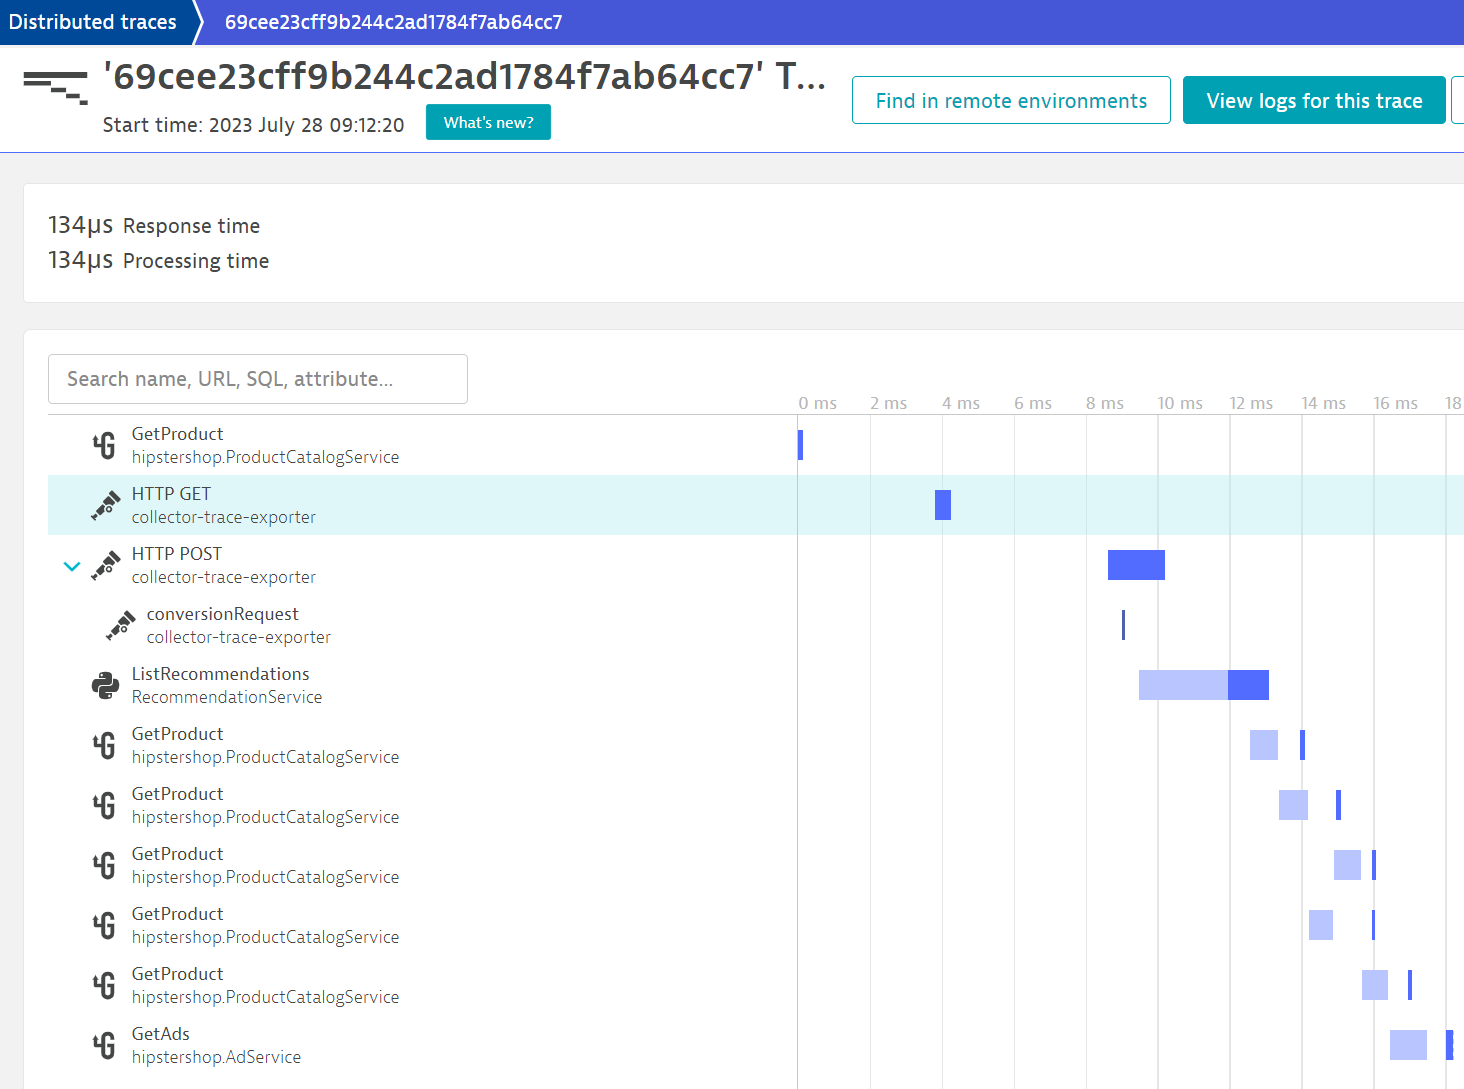 Distributed traces
69cee23cff9b244c2ad1784f7ab64cc7
'69cee23cff9b244c2ad1784f7ab64cc7' T...
Start time: 2023 July 28 09:12:20
What's new?
Find in remote environments
View logs for this trace
134µs Response time
134µs Processing time
Search name, URL, SQL, attribute...
0 ms 2 ms 4 ms 6 ms 8 ms 10 ms 12 ms 14 ms 16 ms 18
GetProduct
hipstershop.ProductCatalogService
HTTP GET
collector-trace-exporter
HTTP POST
collector-trace-exporter
conversionRequest
collector-trace-exporter
ListRecommendations
RecommendationService
GetProduct
hipstershop.ProductCatalogService
GetProduct
hipstershop.ProductCatalogService
GetProduct
hipstershop.ProductCatalogService
GetProduct
hipstershop.ProductCatalogService
GetProduct
hipstershop.ProductCatalogService
GetAds
hipstershop.AdService